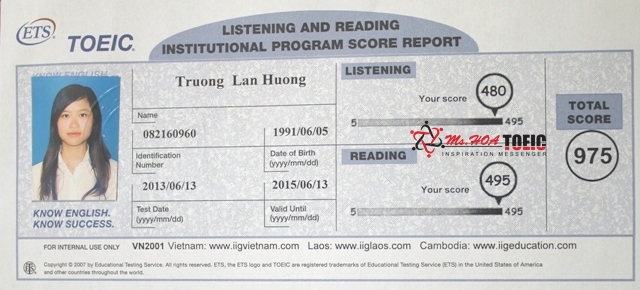 ETS®
TOEIC®
LISTENING AND READING
INSTITUTIONAL PROGRAM SCORE REPORT
KNOW ENGLISH.
Truong Lan Huong
Name
082160960
1991/06/05
Identification Number
Date of Birth (yyyy/mm/dd)
2013/06/13
2015/06/13
Test Date (yyyy/mm/dd)
Valid Until (yyyy/mm/dd)
KNOW ENGLISH.
KNOW SUCCESS.
LISTENING
480
Your score
5
495
Ms.HOA TOEIC
INSPIRATION MESSENGER
READING
495
Your score
5
495
TOTAL
SCORE
975
FOR INTERNAL USE ONLY VN2001 Vietnam: www.iigvietnam.com Laos: www.iiglaos.com Cambodia: www.iigeducation.com
Copyright © 2007 by Educational Testing Service. All rights reserved. ETS, the ETS logo and TOEIC are registered trademarks of Educational Testing Service (ETS) in the United States of America
and other countries throughout the world.